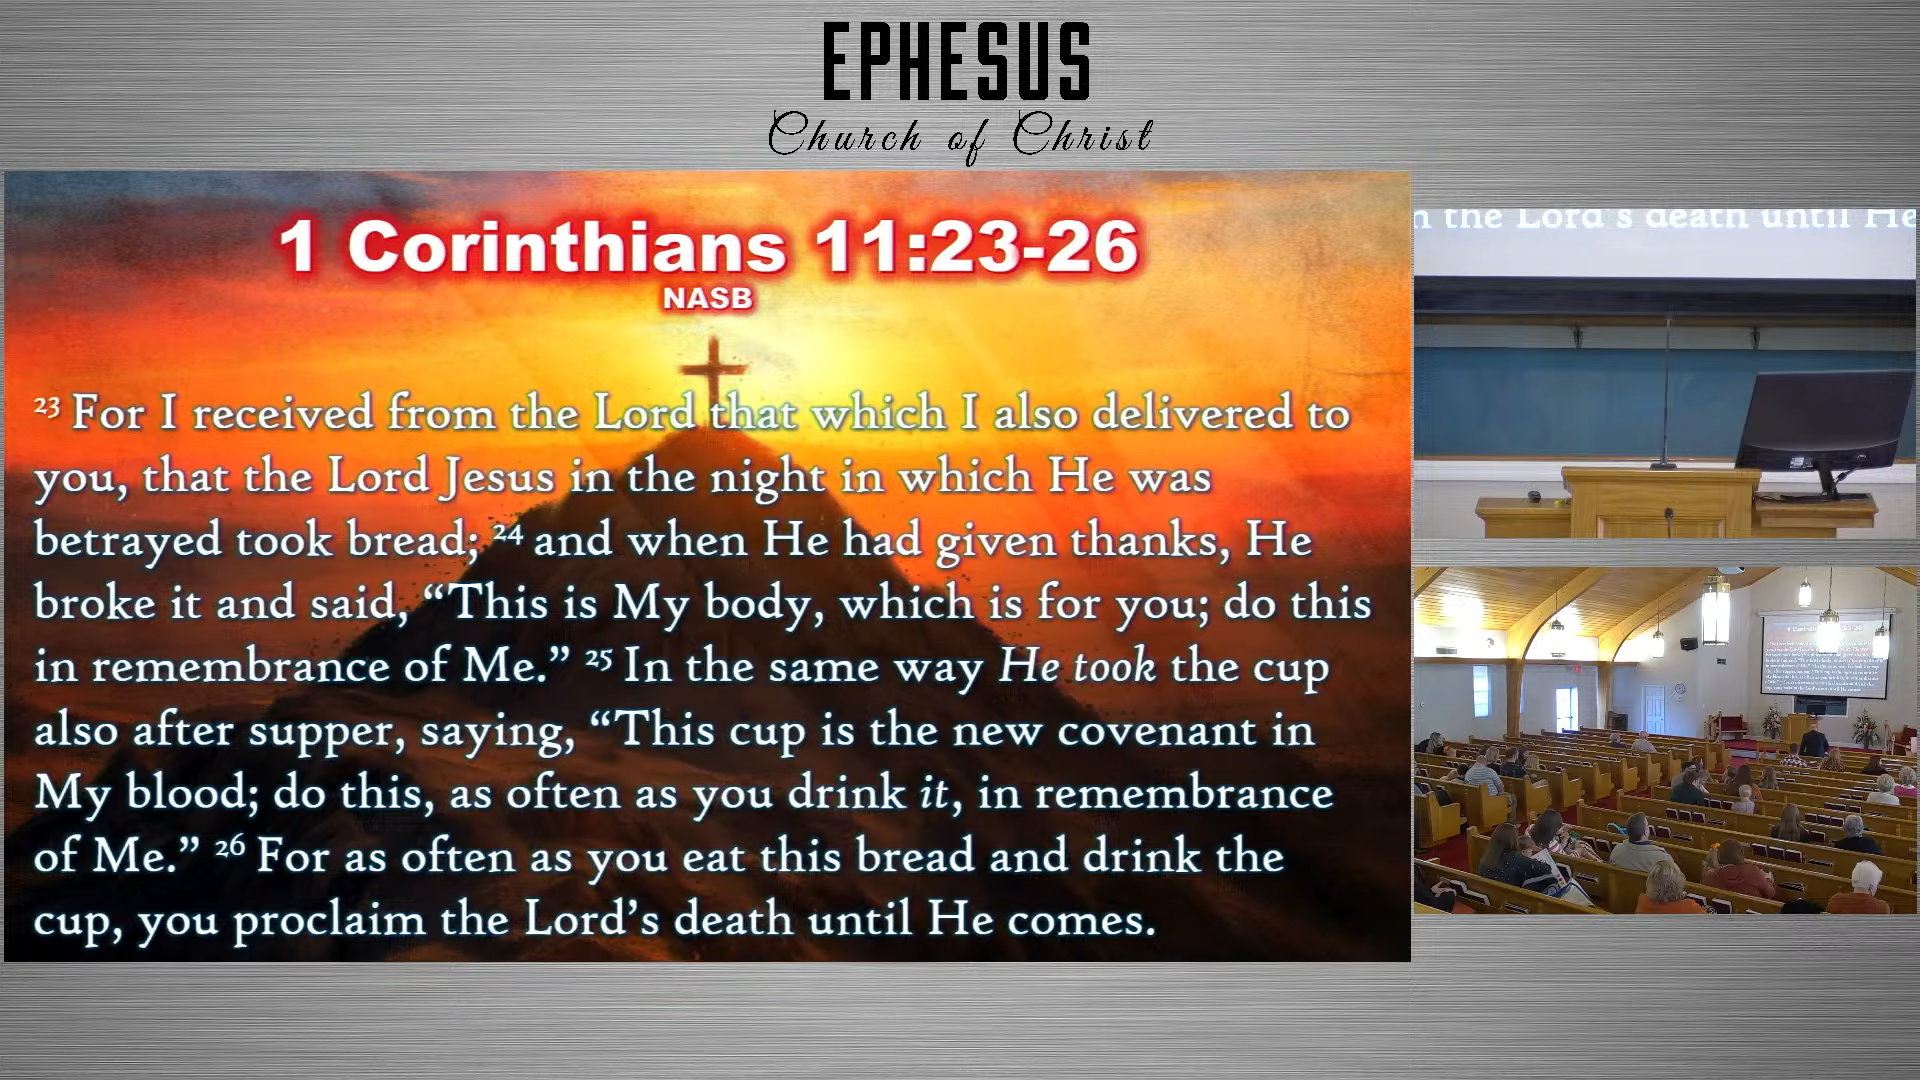 EPHESUS
Church of Christ
1 Corinthians 11:23-26
NASB
23 For I received from the Lord that which I also delivered to
you, that the Lord Jesus in the night in which He was
betrayed took bread; 24 and when He had given thanks, He
broke it and said, “This is My body, which is for you; do this
in remembrance of Me.” 25 In the same way He took the cup
also after supper, saying, “This cup is the new covenant in
My blood; do this, as often as you drink it, in remembrance
of Me.” 26 For as often as you eat this bread and drink the
cup, you proclaim the Lord’s death until He comes.
the Lord's death until He